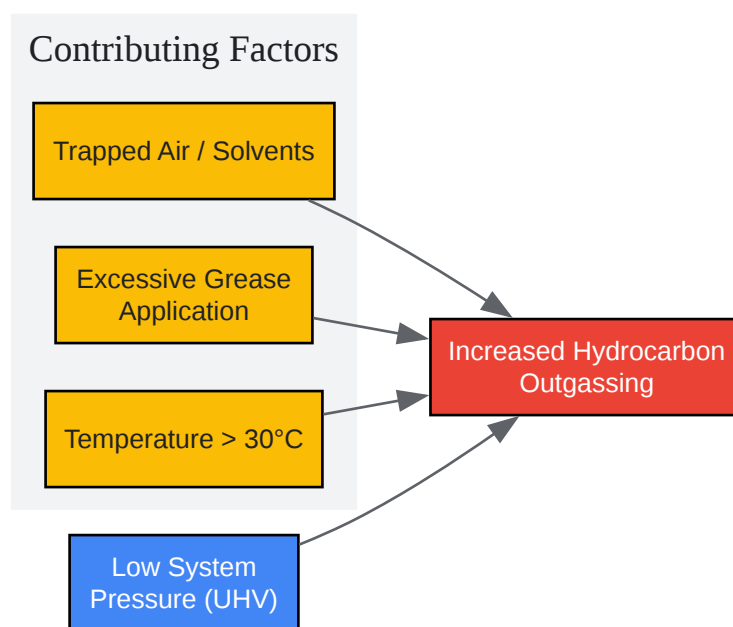 Contributing Factors
Trapped Air / Solvents
Excessive Grease
Application
Temperature > 30°C
Low System
Pressure (UHV)
Increased Hydrocarbon
Outgassing